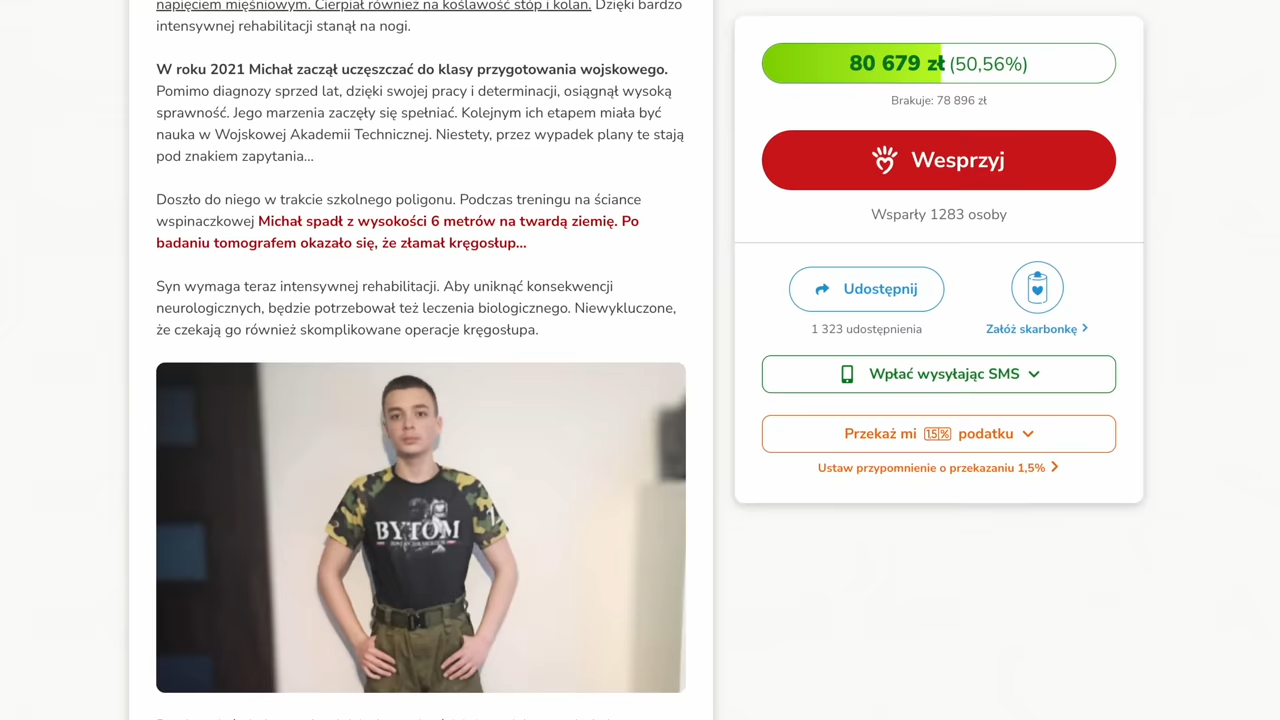 napięciem mięśniowym. Cierpiał również na koślawość stóp i kolan. Dzięki bardzo
intensywnej rehabilitacji stanął na nogi.
W roku 2021 Michał zaczął uczęszczać do klasy przygotowania wojskowego.
Pomimo diagnozy sprzed lat, dzięki swojej pracy i determinacji, osiągnął wysoką
sprawność. Jego marzenia zaczęły się spełniać. Kolejnym ich etapem miała być
nauka w Wojskowej Akademii Technicznej. Niestety, przez wypadek plany te stają
pod znakiem zapytania...
Doszło do niego w trakcie szkolnego poligonu. Podczas treningu na ściance
wspinaczkowej Michał spadł z wysokości 6 metrów na twardą ziemię. Po
badaniu tomografem okazało się, że złamał kręgosłup...
Syn wymaga teraz intensywnej rehabilitacji. Aby uniknąć konsekwencji
neurologicznych, będzie potrzebował też leczenia biologicznego. Niewykluczone,
że czekają go również skomplikowane operacje kręgosłupa.
BYTOM
80 679 zł (50,56%)
Brakuje: 78 896 zł
Wesprzyj
Wsparły 1283 osoby
Udostępnij
1 323 udostępnienia
Załóż skarbonkę
Wpłać wysyłając SMS
Przekaż mi 1,5% podatku
Ustaw przypomnienie o przekazaniu 1,5%